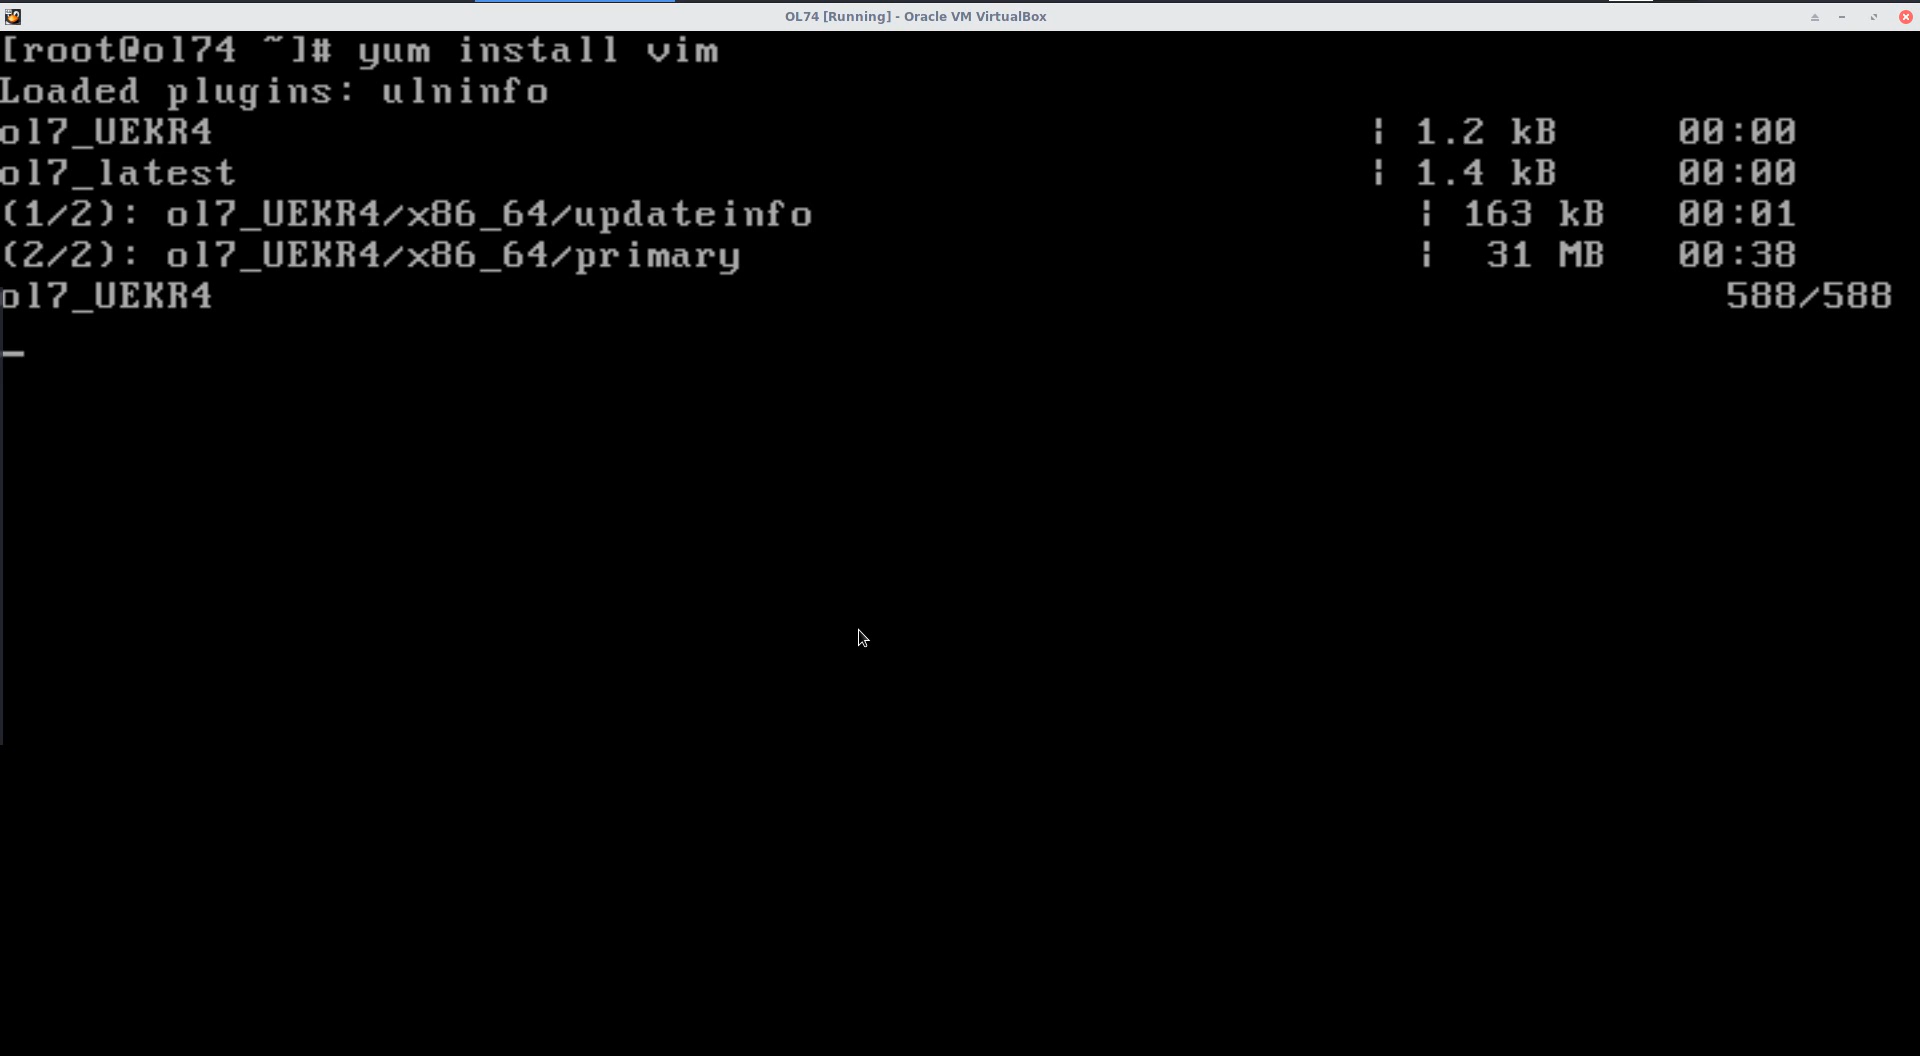 OL74 [Running] - Oracle VM VirtualBox
[root@ol74 ~]# yum install vim
Loaded plugins: ulninfo
ol7_UEKR4 | 1.2 kB 00:00
ol7_latest | 1.4 kB 00:00
(1/2): ol7_UEKR4/x86_64/updateinfo | 163 kB 00:01
(2/2): ol7_UEKR4/x86_64/primary | 31 MB 00:38
ol7_UEKR4 588/588